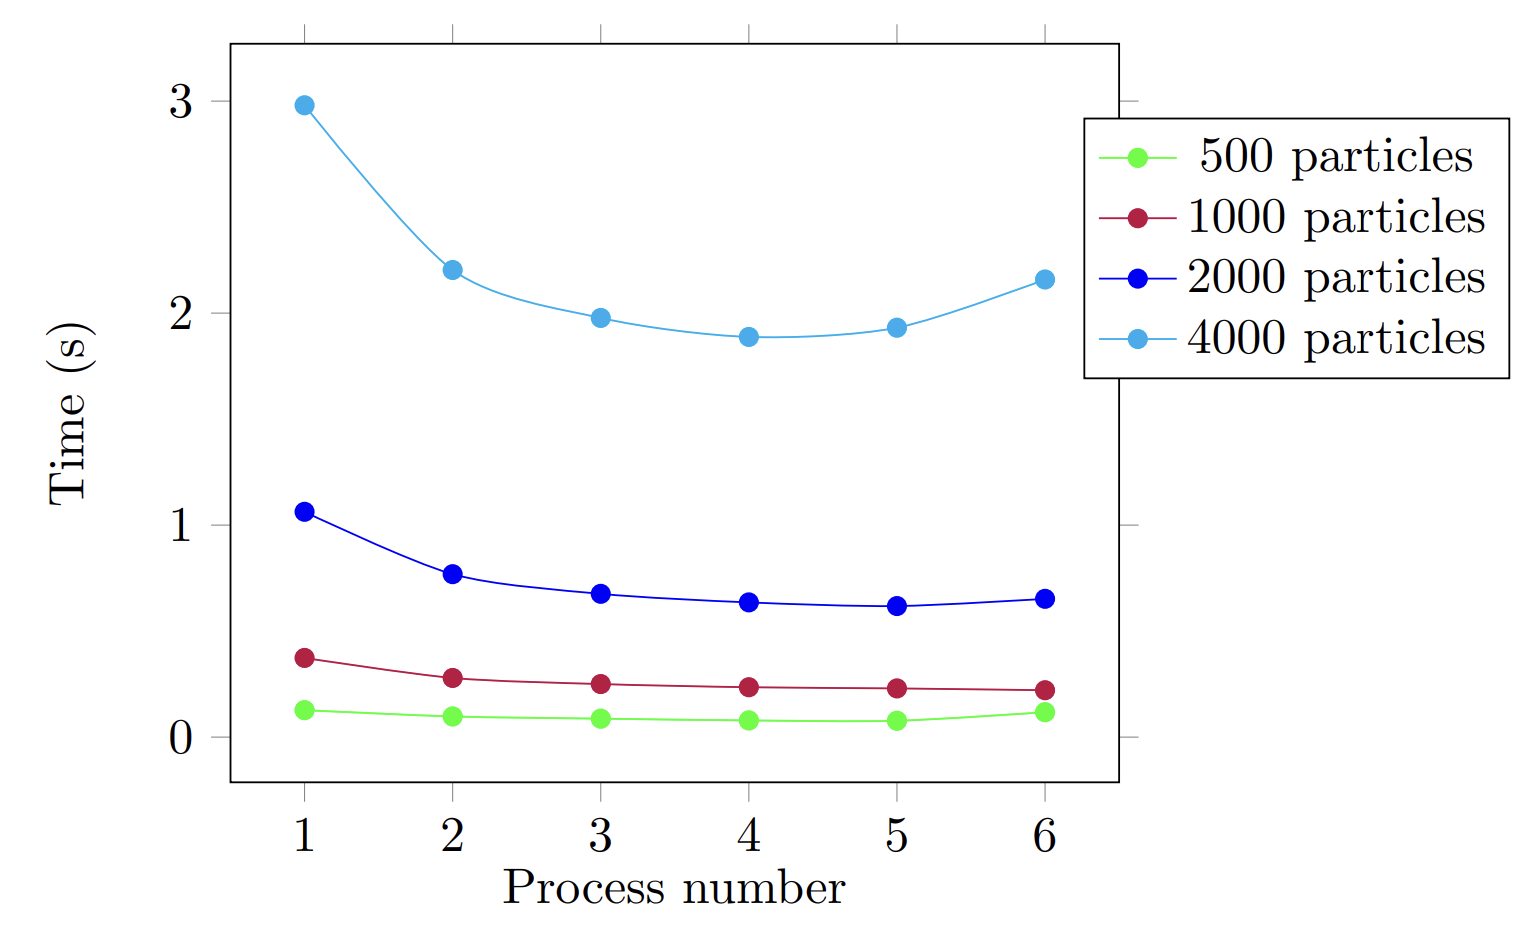 3
2
1
0
Time (s)
1 2 3 4 5 6
Process number
500 particles
1000 particles
2000 particles
4000 particles